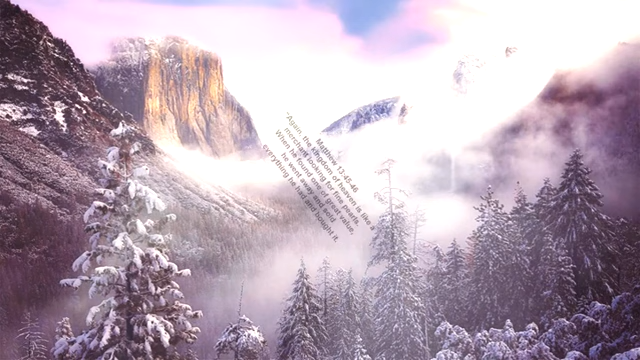 Matthew 13:45-46
"Again, the kingdom of heaven is like a
merchant looking for fine pearls.
When he found one of great value,
he went away and sold
everything he had and bought it.